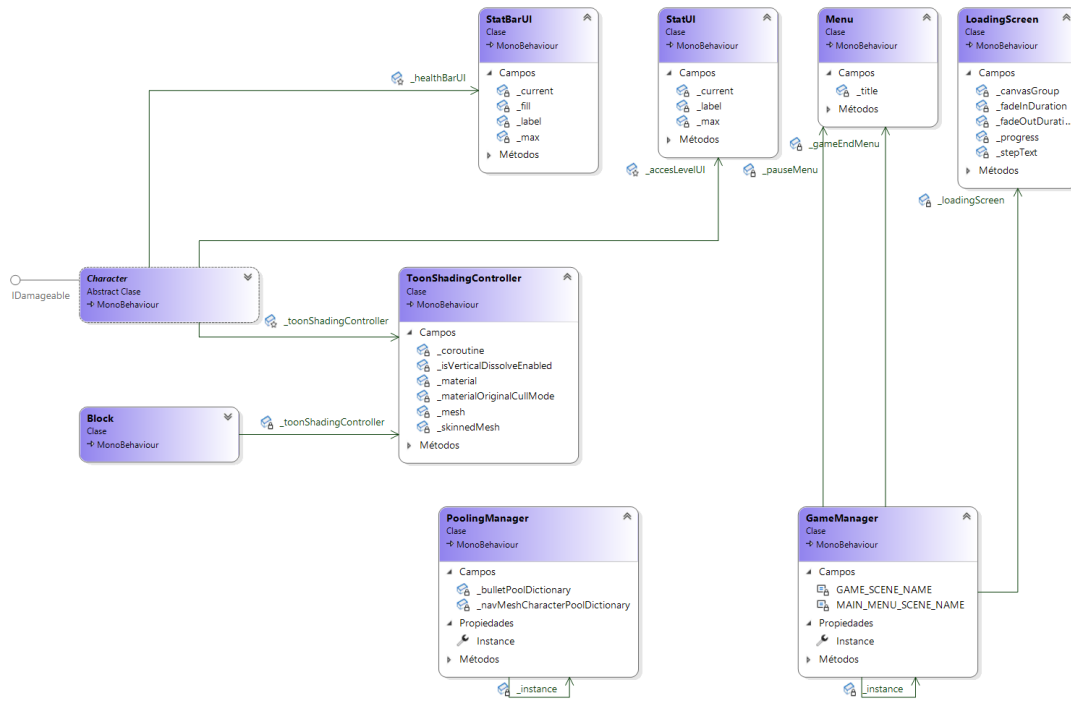 StatBarUI
Clase
MonoBehaviour
Campos
_current
_fill
_label
_max
Métodos
StatUI
Clase
MonoBehaviour
Campos
_current
_label
_max
Métodos
Menu
Clase
MonoBehaviour
Campos
_title
Métodos
LoadingScreen
Clase
MonoBehaviour
Campos
_canvasGroup
_fadeInDuration
_fadeOutDurati...
_progress
_stepText
Métodos
_healthBarUI
_accesLevelUI
_pauseMenu
_gameEndMenu
_loadingScreen
IDamageable
Character
Abstract Clase
MonoBehaviour
_toonShadingController
ToonShadingController
Clase
MonoBehaviour
Campos
_coroutine
_isVerticalDissolveEnabled
_material
_materialOriginalCullMode
_mesh
_skinnedMesh
Métodos
Block
Clase
MonoBehaviour
_toonShadingController
PoolingManager
Clase
MonoBehaviour
Campos
_bulletPoolDictionary
_navMeshCharacterPoolDictionary
Propiedades
Instance
Métodos
_instance
GameManager
Clase
MonoBehaviour
Campos
GAME_SCENE_NAME
MAIN_MENU_SCENE_NAME
Propiedades
Instance
Métodos
_instance